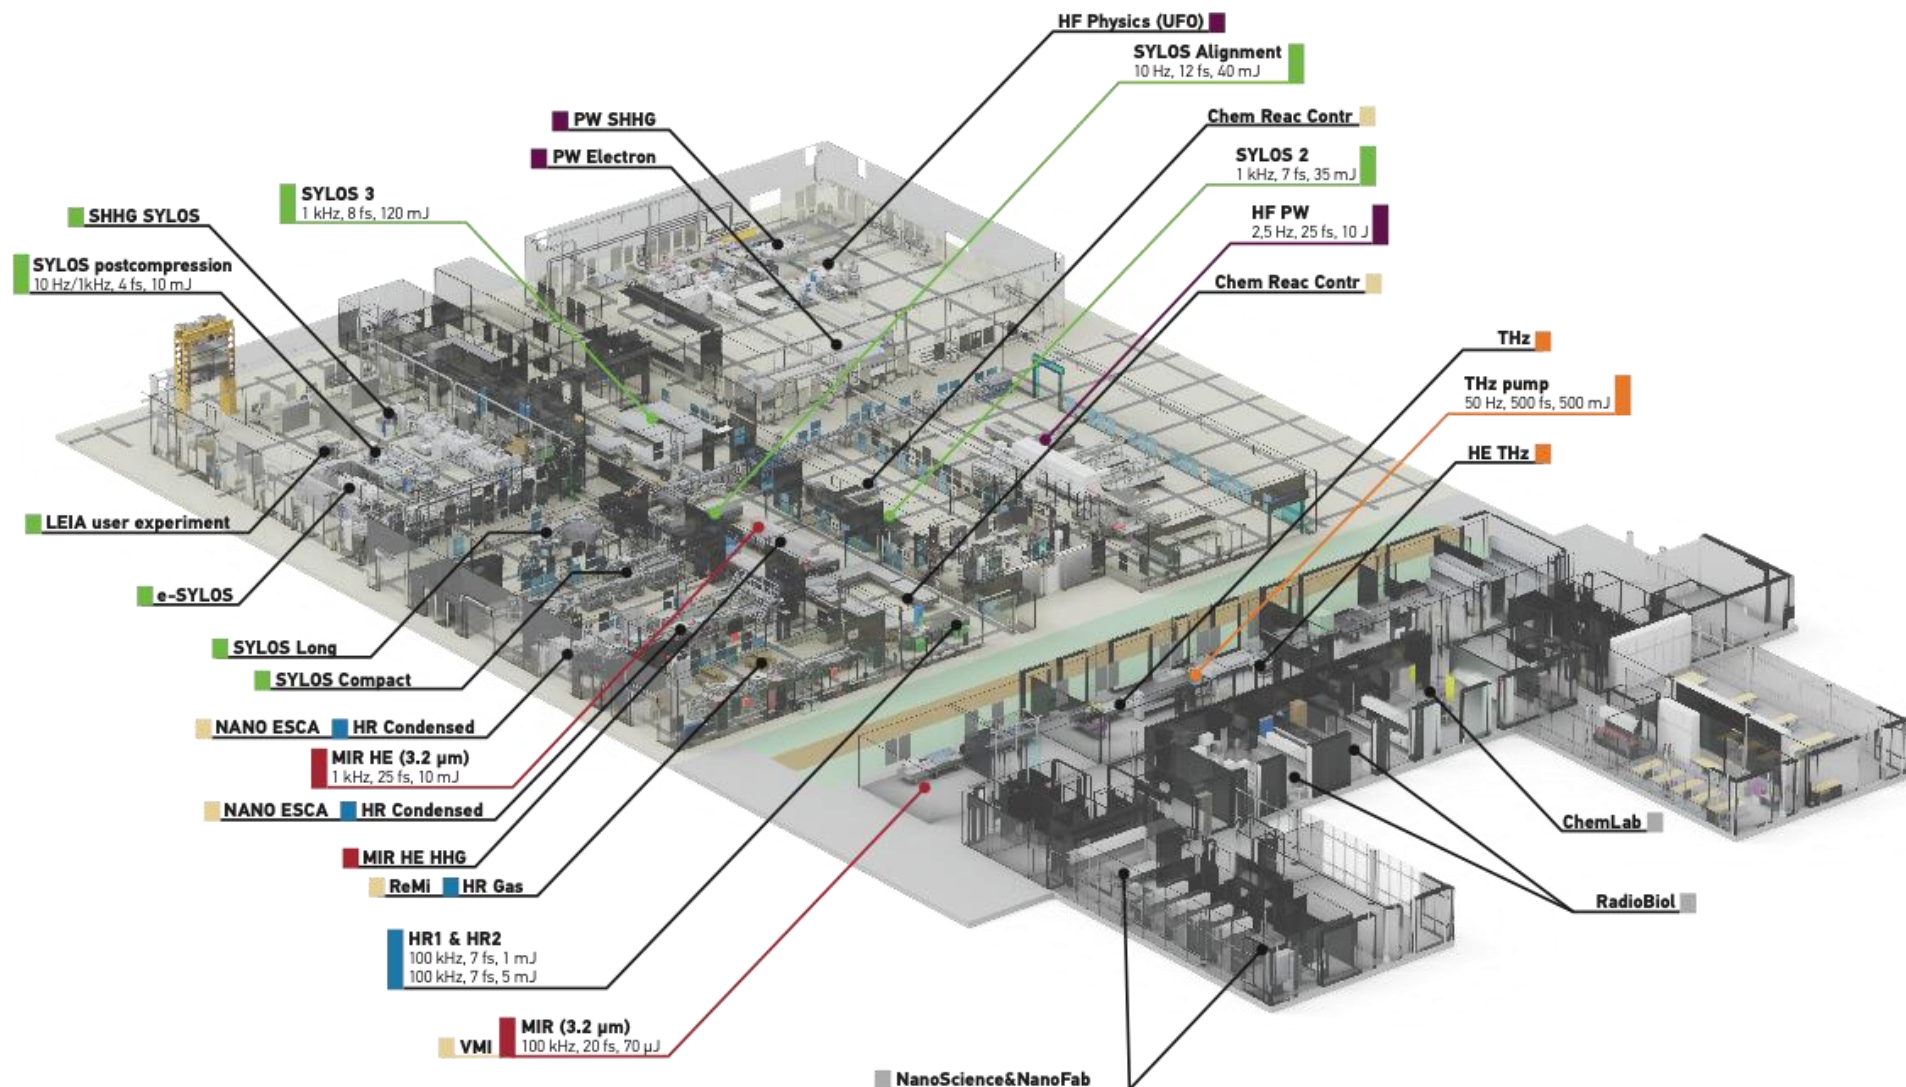 HF Physics (UFO)
SYLOS Alignment
10 Hz, 12 fs, 40 mJ
PW SHHG
Chem Reac Contr
PW Electron
SYLOS 2
1 kHz, 7 fs, 35 mJ
SYLOS 3
1 kHz, 8 fs, 120 mJ
SHHG SYLOS
HF PW
2,5 Hz, 25 fs, 10 J
SYLOS postcompression
10 Hz/1kHz, 4 fs, 10 mJ
Chem Reac Contr
THz
THz pump
50 Hz, 500 fs, 500 mJ
HE THz
LEIA user experiment
e-SYLOS
SYLOS Long
SYLOS Compact
NANO ESCA HR Condensed
MIR HE (3.2 µm)
1 kHz, 25 fs, 10 mJ
NANO ESCA HR Condensed
ChemLab
MIR HE HHG
ReMi HR Gas
RadioBiol
HR1 & HR2
100 kHz, 7 fs, 1 mJ
100 kHz, 7 fs, 5 mJ
VMI
MIR (3.2 µm)
100 kHz, 20 fs, 70 µJ
NanoScience&NanoFab